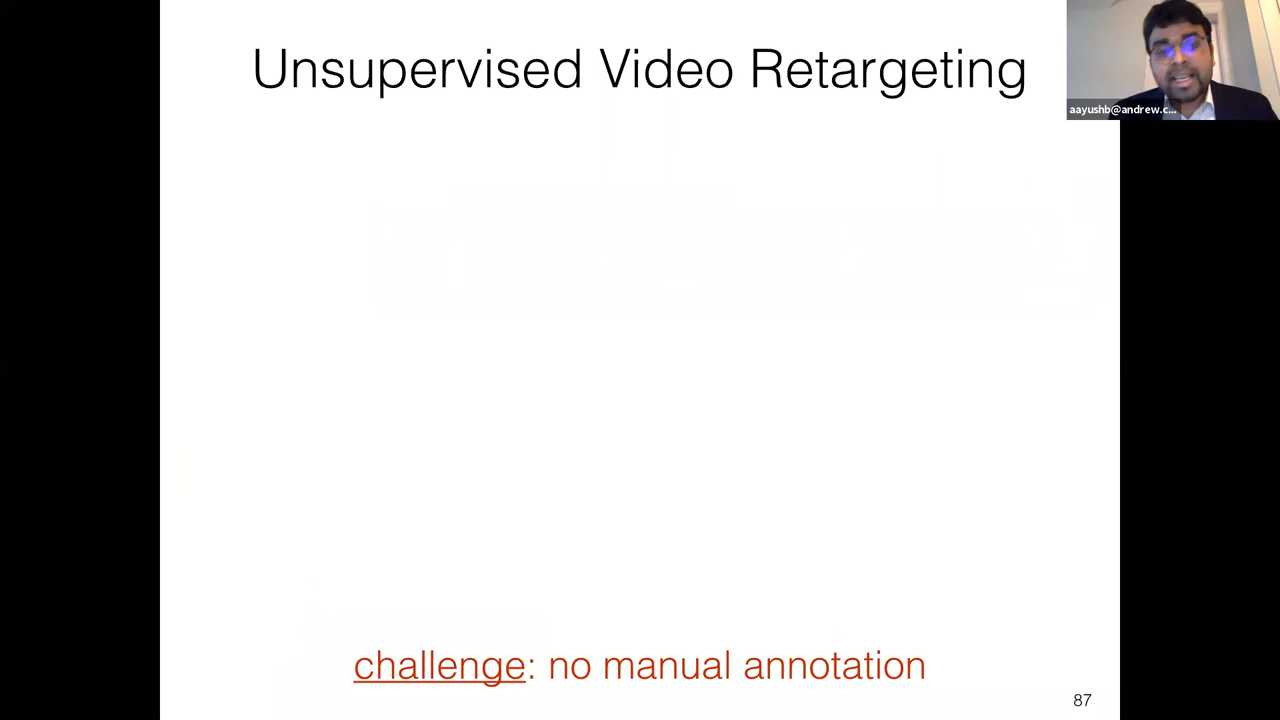 Unsupervised Video Retargeting
aayushb@andrew.c...
challenge: no manual annotation
87